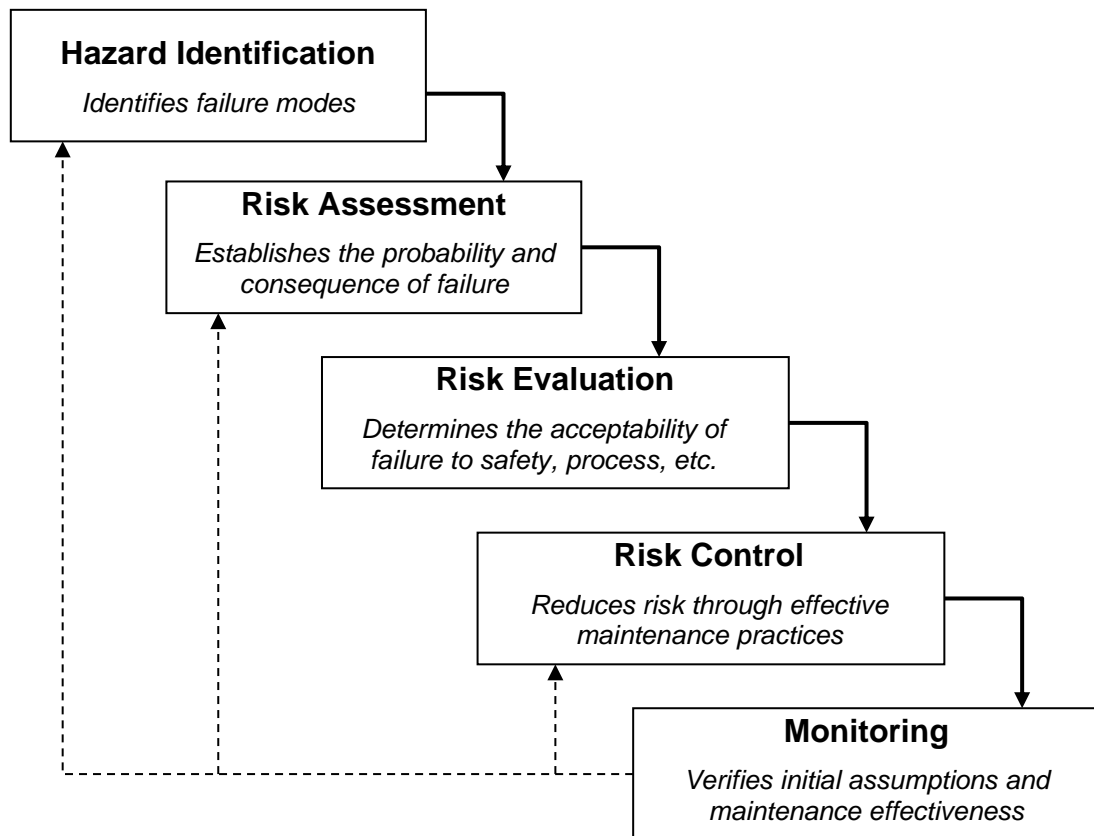 Hazard Identification
Identifies failure modes
Risk Assessment
Establishes the probability and
consequence of failure
Risk Evaluation
Determines the acceptability of
failure to safety, process, etc.
Risk Control
Reduces risk through effective
maintenance practices
Monitoring
Verifies initial assumptions and
maintenance effectiveness